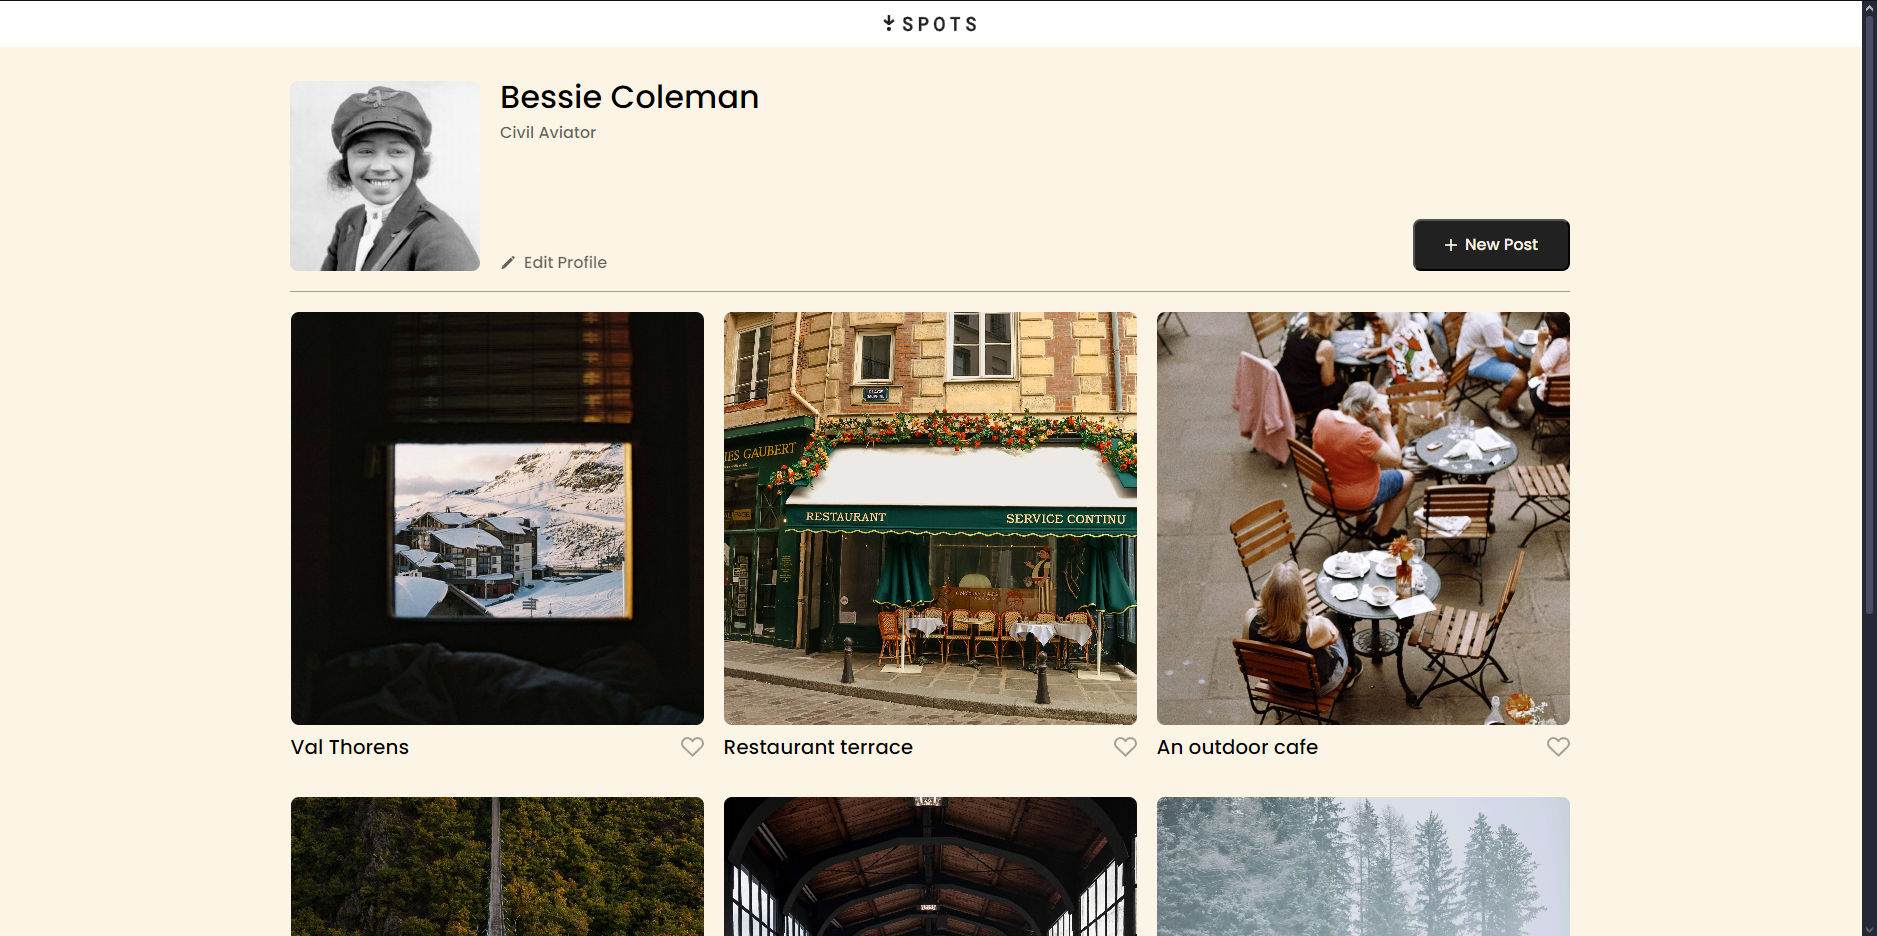 SPOTS
Bessie Coleman
Civil Aviator
Edit Profile
New Post
GAUBERT
RESTAURANT
SERVICE CONTINU
Val Thorens
Restaurant terrace
An outdoor cafe